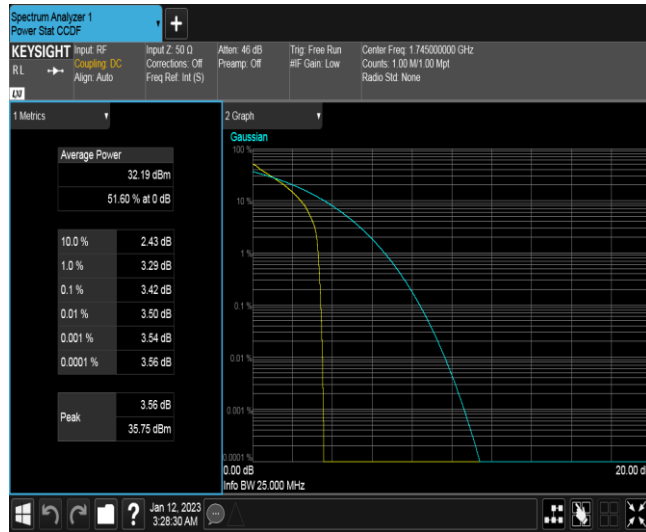 Spectrum Analyzer 1
Power Stat CCDF
KEYSIGHT
RL
LXI
Input: RF
Coupling: DC
Align: Auto
Input Z: 50 Ω
Corrections: Off
Freq Ref: Int (S)
Atten: 46 dB
Preamp: Off
Trig: Free Run
#IF Gain: Low
Center Freq: 1.745000000 GHz
Counts: 1.00 M/1.00 Mpt
Radio Std: None
1 Metrics
Average Power
32.19 dBm
51.60 % at 0 dB
10.0 % 2.43 dB
1.0 % 3.29 dB
0.1 % 3.42 dB
0.01 % 3.50 dB
0.001 % 3.54 dB
0.0001 % 3.56 dB
Peak
3.56 dB
35.75 dBm
2 Graph
Gaussian
100 %
10 %
1 %
0.1 %
0.01 %
0.001 %
0.0001 %
0.00 dB
20.00 d
Info BW 25.000 MHz
?
Jan 12, 2023
3:28:30 AM